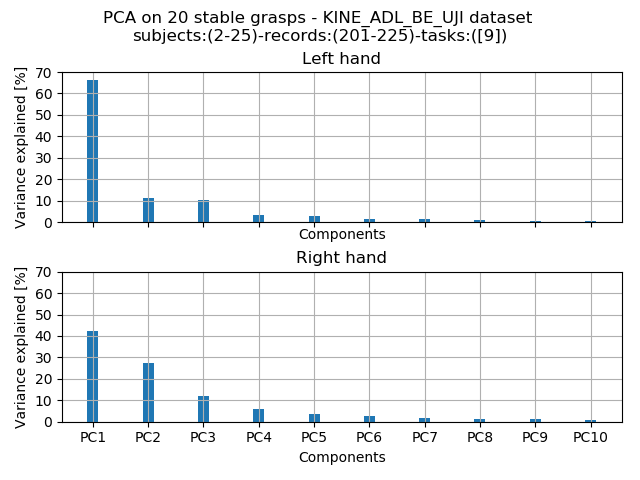 PCA on 20 stable grasps - KINE_ADL_BE_UJI dataset
subjects:(2-25)-records:(201-225)-tasks:([9])
Left hand
Variance explained [%]
70
60
50
40
30
20
10
0
Components
Right hand
Variance explained [%]
70
60
50
40
30
20
10
0
PC1 PC2 PC3 PC4 PC5 PC6 PC7 PC8 PC9 PC10
Components